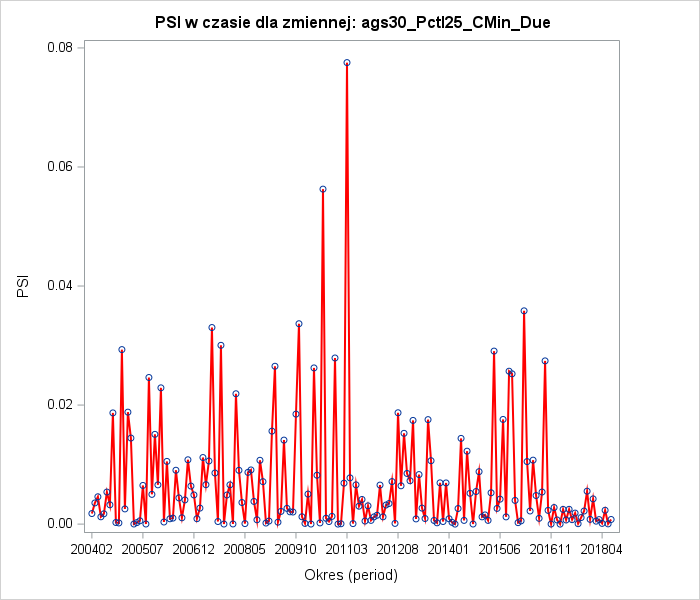 PSI w czasie dla zmiennej: ags30_Pctl25_CMin_Due
0.08
0.06
0.04
0.02
0.00
PSI
200402 200507 200612 200805 200910 201103 201208 201401 201506 201611 201804
Okres (period)